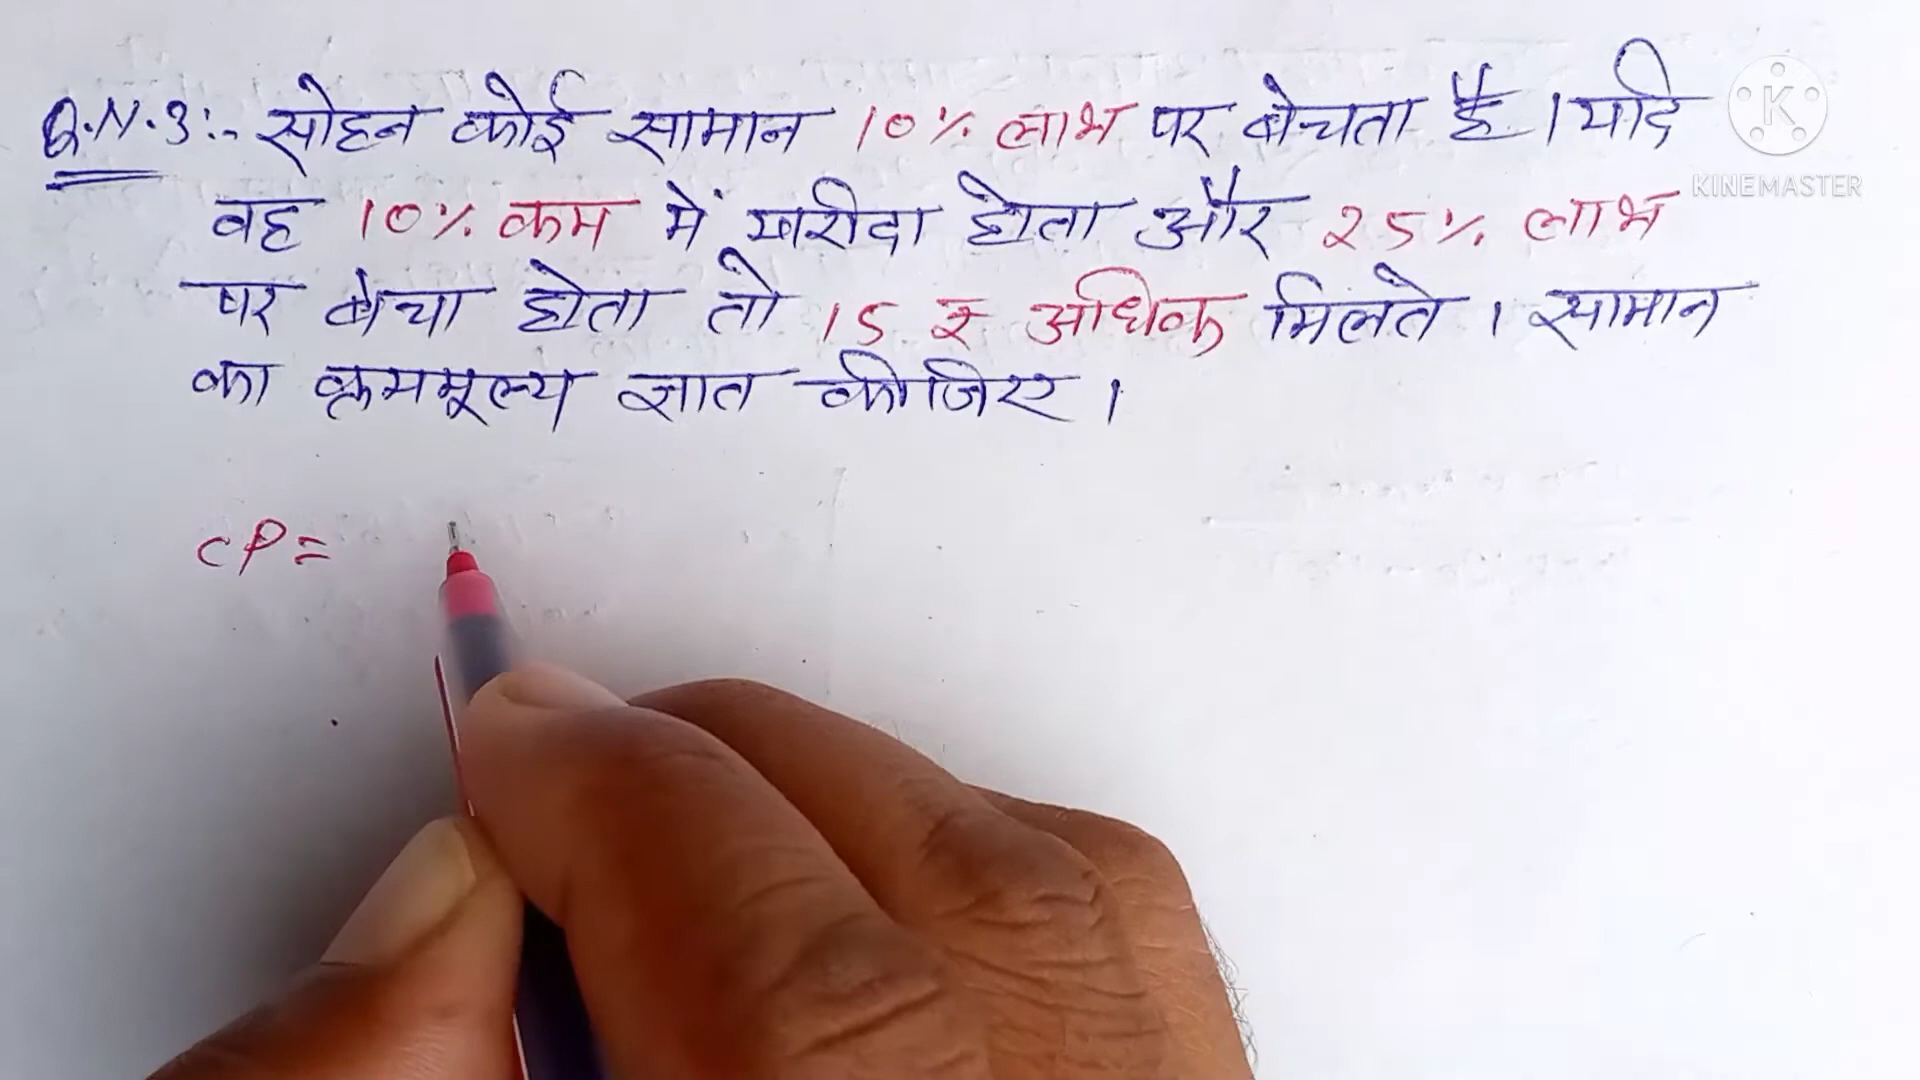 Q.N.3:- सोहन कोई सामान 10% लाभ पर बेचता है । यदि
वह 10% कम में खरीदा होता और 25% लाभ
पर बेचा होता तो 15 ₹ अधिक मिलते । सामान
का क्रयमूल्य ज्ञात कीजिए ।
CP =
K
KINEMASTER